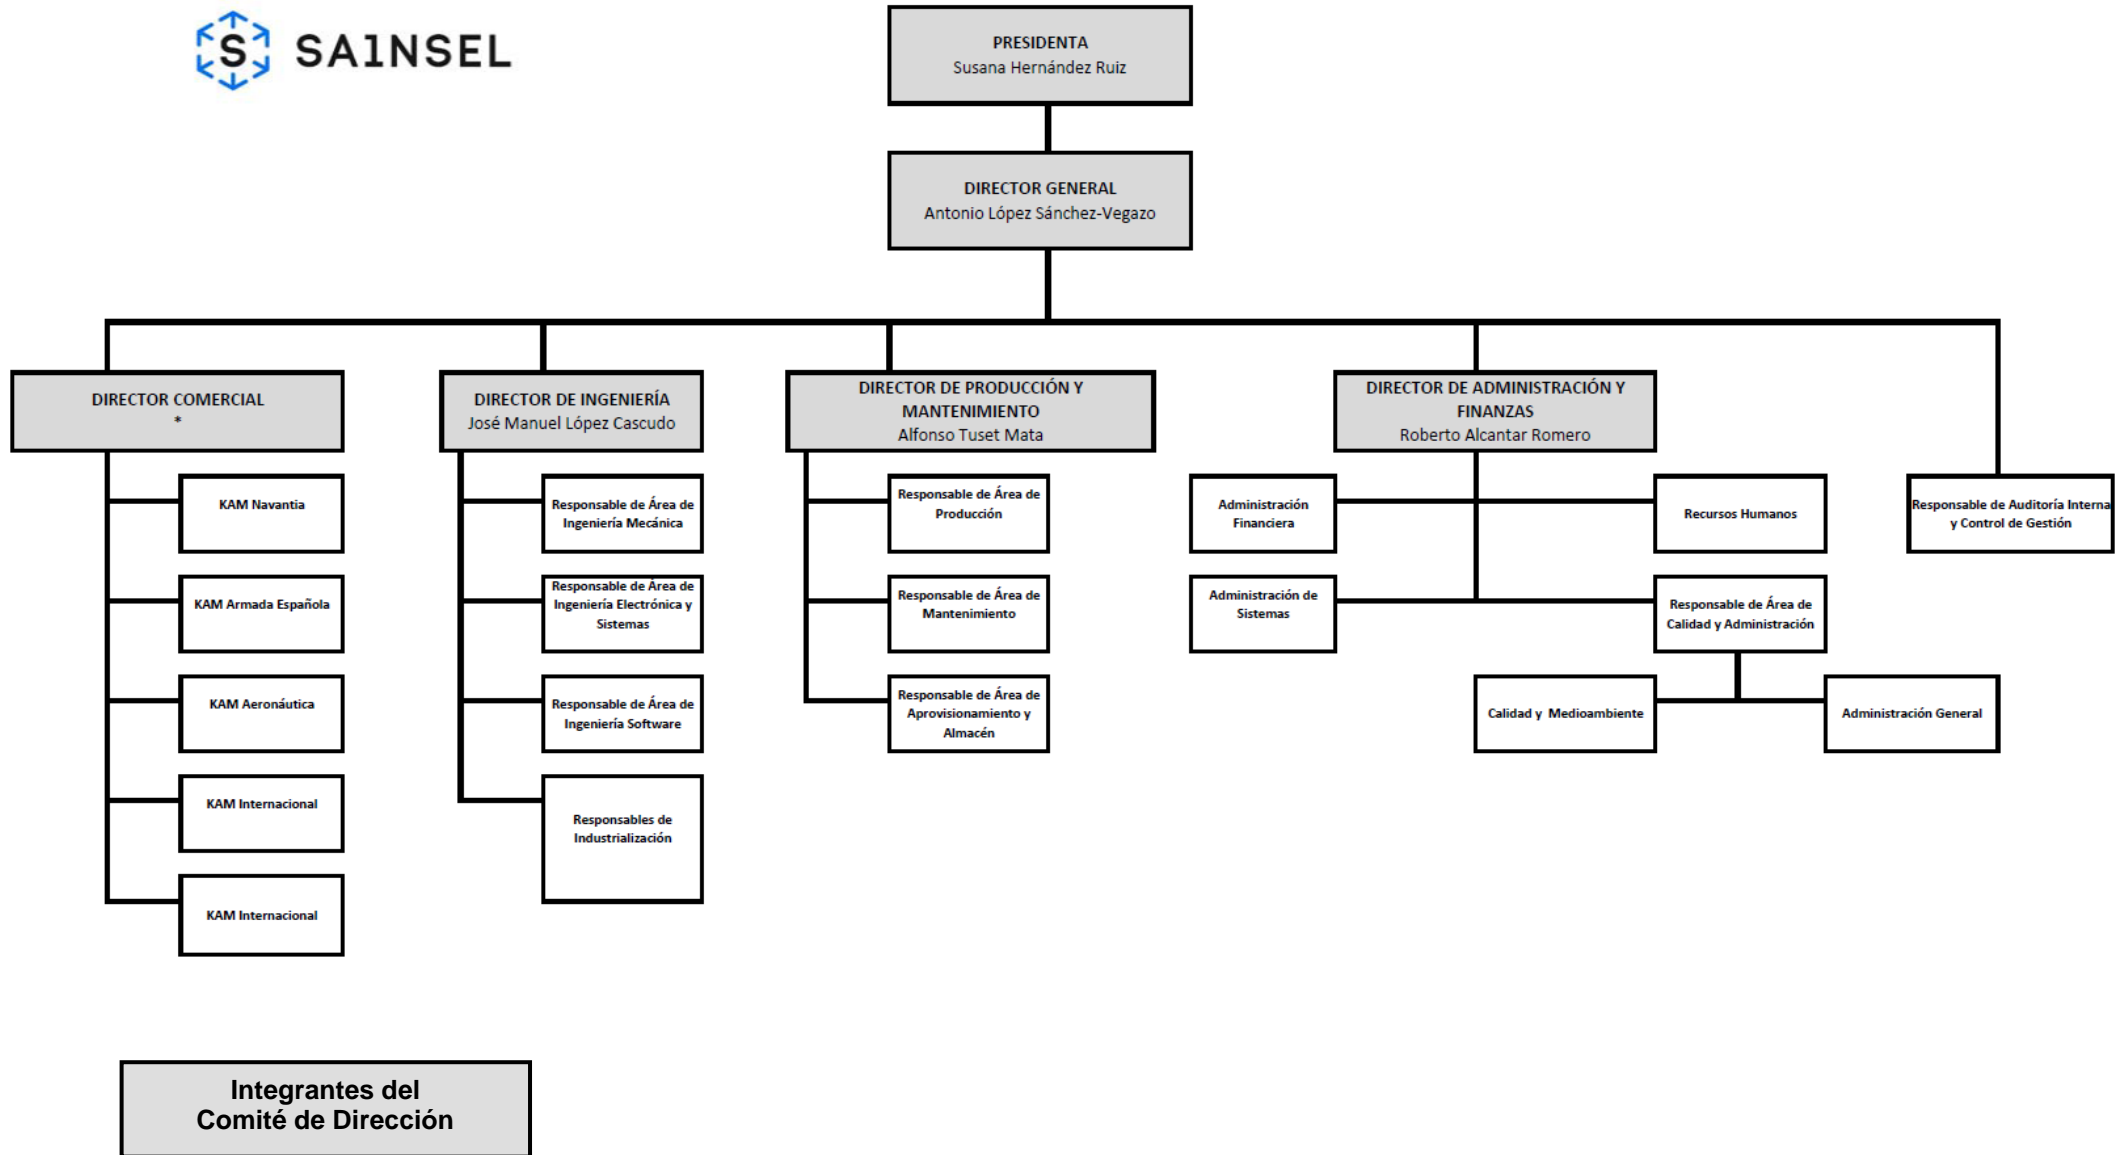 S SAINSEL
PRESIDENTA
Susana Hernández Ruiz
DIRECTOR GENERAL
Antonio López Sánchez-Vegazo
DIRECTOR COMERCIAL
*
DIRECTOR DE INGENIERÍA
José Manuel López Cascudo
DIRECTOR DE PRODUCCIÓN Y
MANTENIMIENTO
Alfonso Tuset Mata
DIRECTOR DE ADMINISTRACIÓN Y
FINANZAS
Roberto Alcantar Romero
KAM Navantia
KAM Armada Española
KAM Aeronáutica
KAM Internacional
KAM Internacional
Responsable de Área de
Ingeniería Mecánica
Responsable de Área de
Ingeniería Electrónica y
Sistemas
Responsable de Área de
Ingeniería Software
Responsables de
Industrialización
Responsable de Área de
Producción
Responsable de Área de
Mantenimiento
Responsable de Área de
Aprovisionamiento y
Almacén
Administración
Financiera
Recursos Humanos
Administración de
Sistemas
Responsable de Área de
Calidad y Administración
Calidad y Medioambiente
Administración General
Responsable de Auditoría Interna
y Control de Gestión
Integrantes del
Comité de Dirección